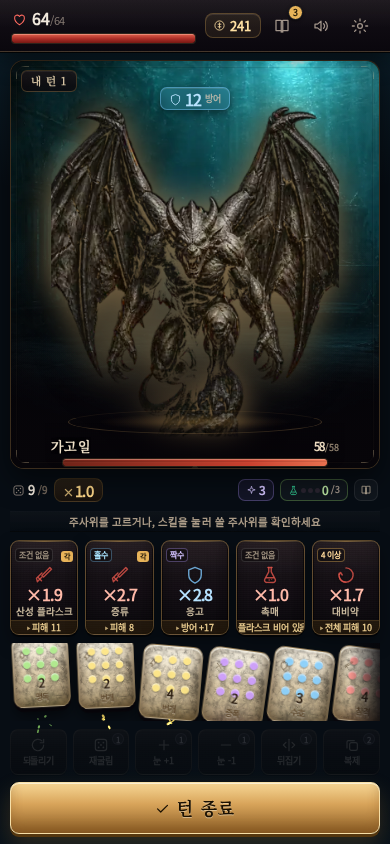 64/64
241
3
내 턴 1
12 방어
가고일
58/58
9/9
×1.0
3
0/3
주사위를 고르거나, 스킬을 눌러 쓸 주사위를 확인하세요
조건 없음 각
×1.9
산성 플라스크
▸피해 11
홀수 각
×2.7
증류
▸피해 8
짝수
×2.8
응고
▸방어 +17
조건 없음
×1.0
촉매
플라스크 비어 있음
4 이상
×1.7
대비약
▸전체 피해 10
2
2
4
번개
2
3
4
되돌리기
재굴림 1
눈 +1 1
눈 -1 1
뒤집기 1
복제 2
턴 종료